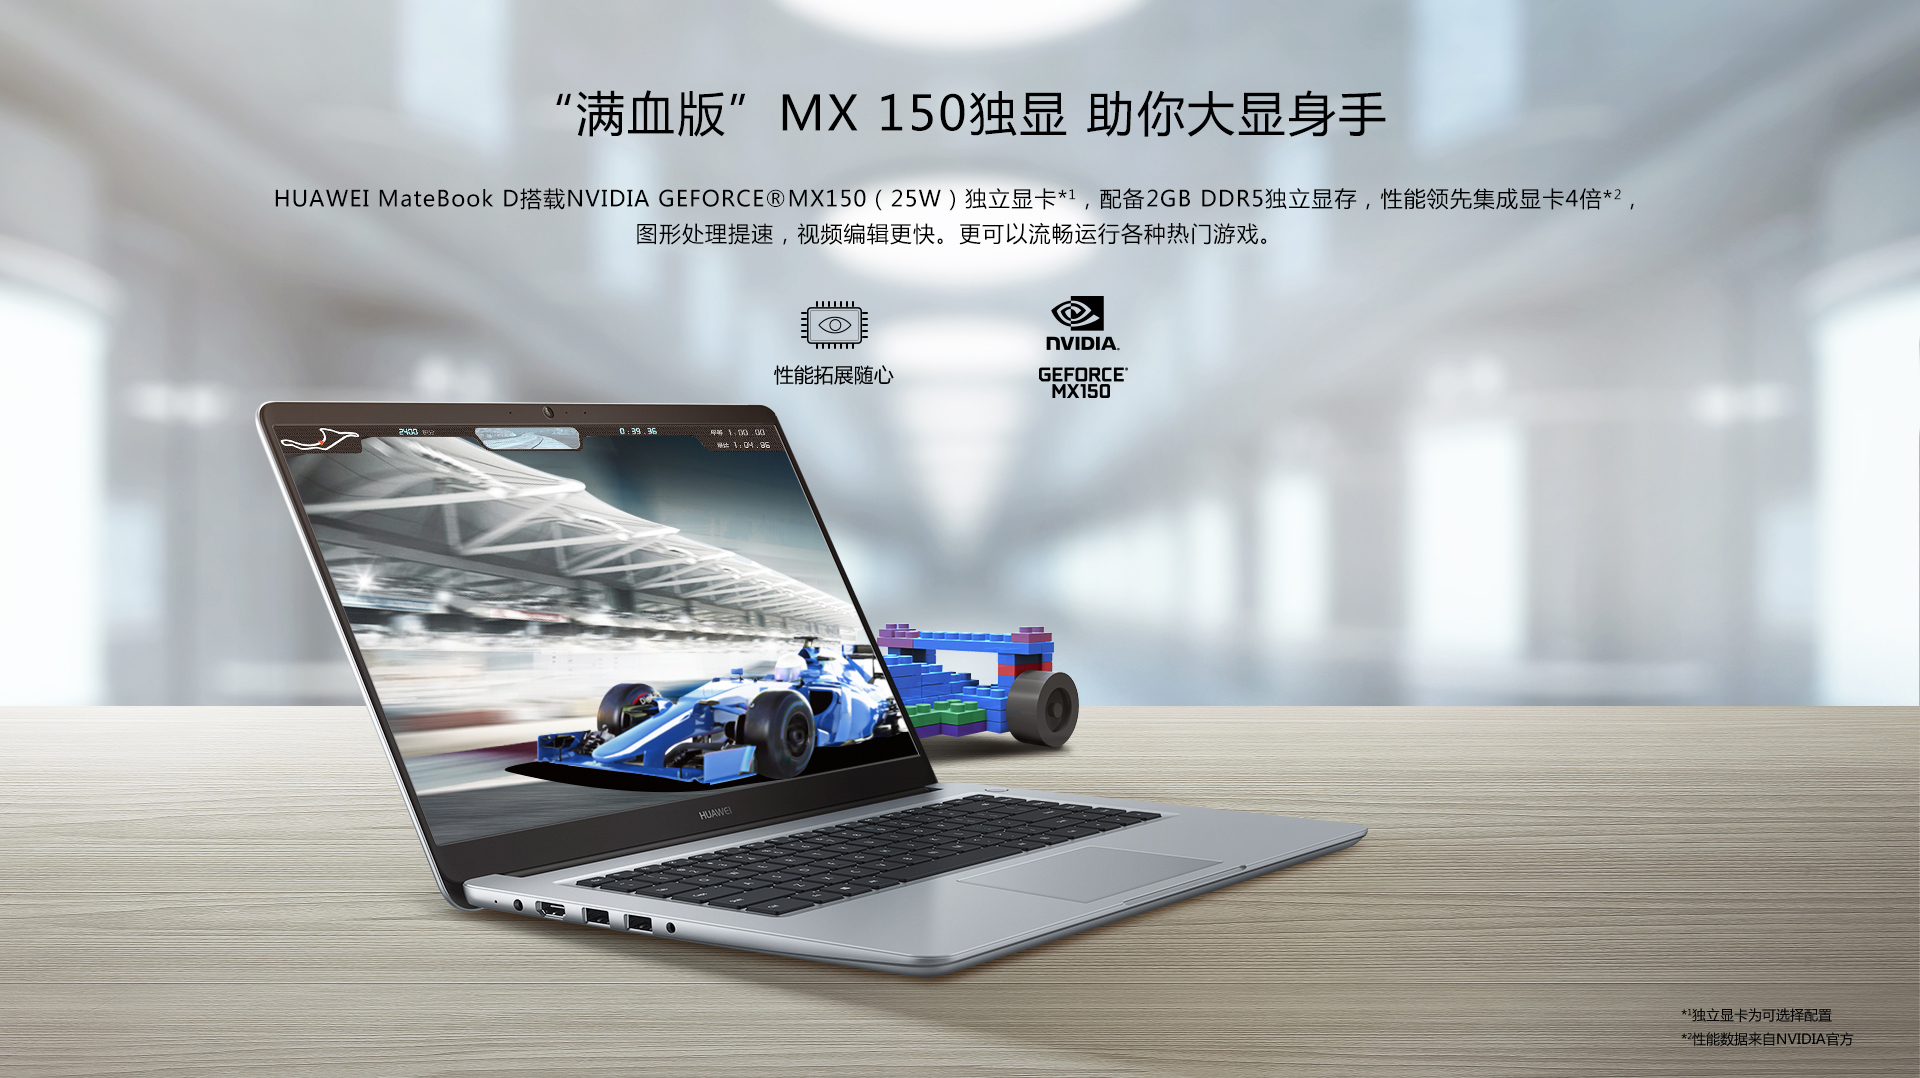 “满血版”MX 150独显 助你大显身手
HUAWEI MateBook D搭载NVIDIA GEFORCE®MX150（25W）独立显卡*1，配备2GB DDR5独立显存，性能领先集成显卡4倍*2，
图形处理提速，视频编辑更快。更可以流畅运行各种热门游戏。
性能拓展随心
NVIDIA.
GEFORCE®
MX150
2400
0:39.36
1:00.00
1:04.86
HUAWEI
*1独立显卡为可选择配置
*2性能数据来自NVIDIA官方